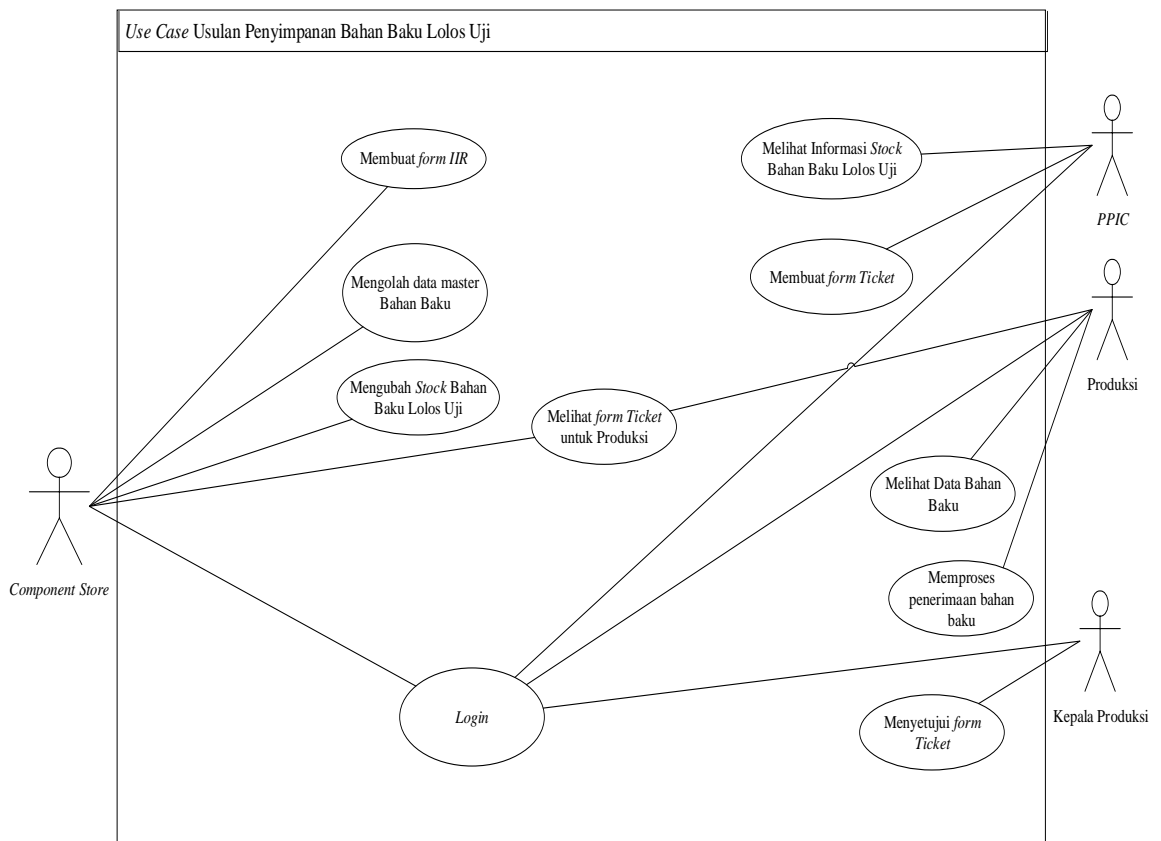 Use Case Usulan Penyimpanan Bahan Baku Lolos Uji
Membuat form IIR
Melihat Informasi Stock
Bahan Baku Lolos Uji
PPIC
Mengolah data master
Bahan Baku
Membuat form Ticket
Produksi
Mengubah Stock Bahan
Baku Lolos Uji
Melihat form Ticket
untuk Produksi
Melihat Data Bahan
Baku
Component Store
Memproses
penerimaan bahan
baku
Login
Menyetujui form
Ticket
Kepala Produksi